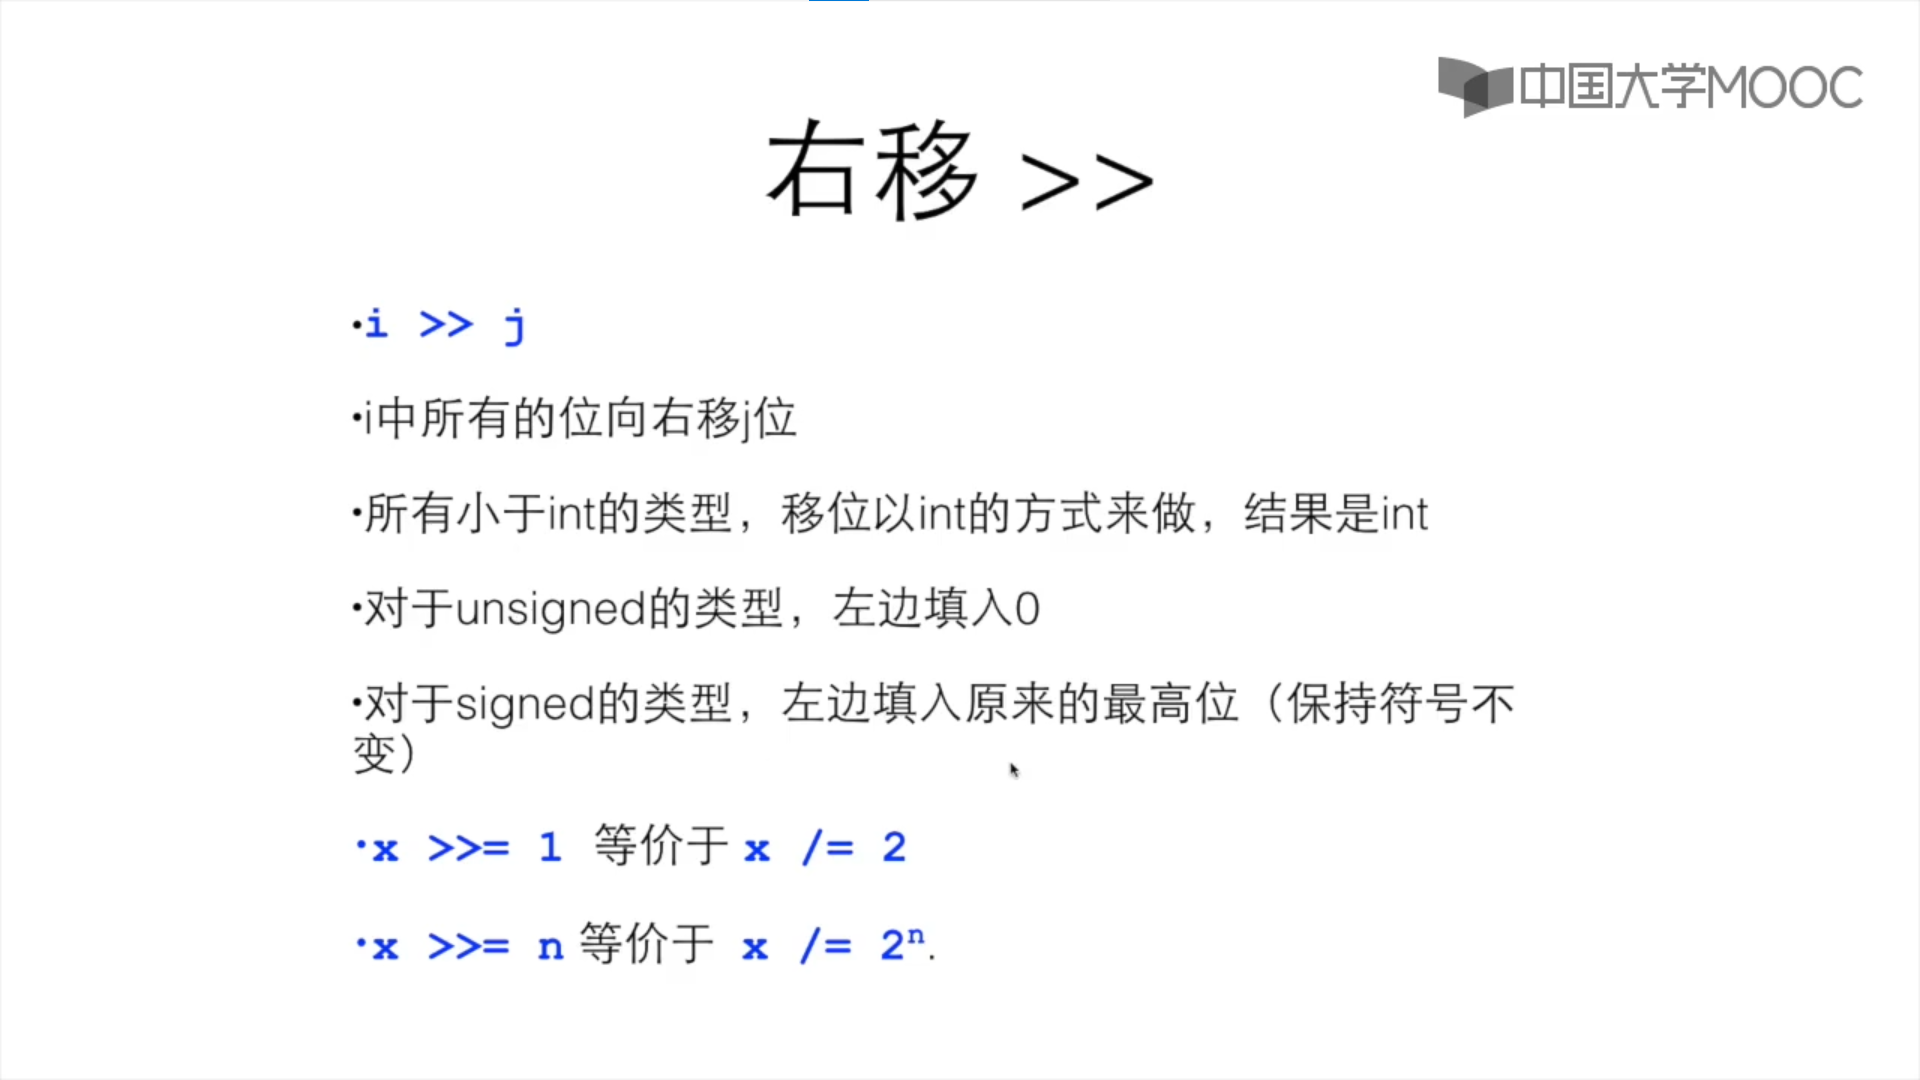 中国大学MOOC
右移 >>
•i >> j
•i中所有的位向右移j位
•所有小于int的类型，移位以int的方式来做，结果是int
•对于unsigned的类型，左边填入0
•对于signed的类型，左边填入原来的最高位（保持符号不
变）
•x >>= 1 等价于 x /= 2
•x >>= n 等价于 x /= 2ⁿ.